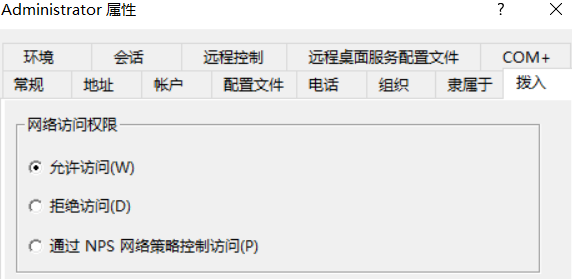 Administrator 属性
环境 会话 远程控制 远程桌面服务配置文件 COM+
常规 地址 帐户 配置文件 电话 组织 隶属于 拨入
网络访问权限
允许访问(W)
拒绝访问(D)
通过 NPS 网络策略控制访问(P)